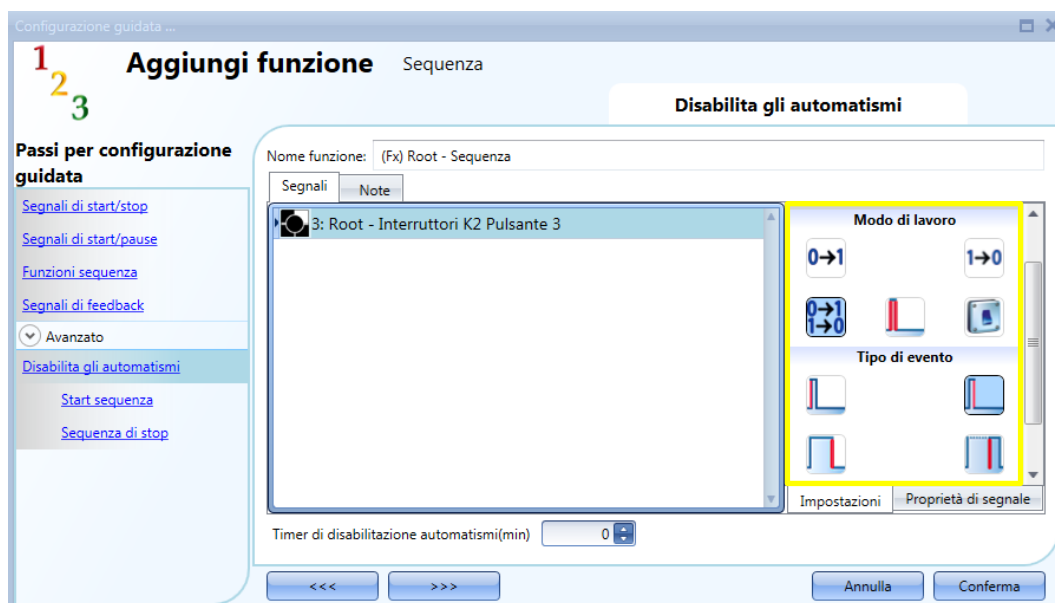 Configurazione guidata ...
1 2 3
Aggiungi funzione Sequenza
Disabilita gli automatismi
Passi per configurazione guidata
Segnali di start/stop
Segnali di start/pause
Funzioni sequenza
Segnali di feedback
Avanzato
Disabilita gli automatismi
Start sequenza
Sequenza di stop
Nome funzione: (Fx) Root - Sequenza
Segnali Note
3: Root - Interruttori K2 Pulsante 3
Modo di lavoro
0→1 1→0
0→1
1→0
Tipo di evento
Impostazioni Proprietà di segnale
Timer di disabilitazione automatismi(min) 0
<<< >>> Annulla Conferma